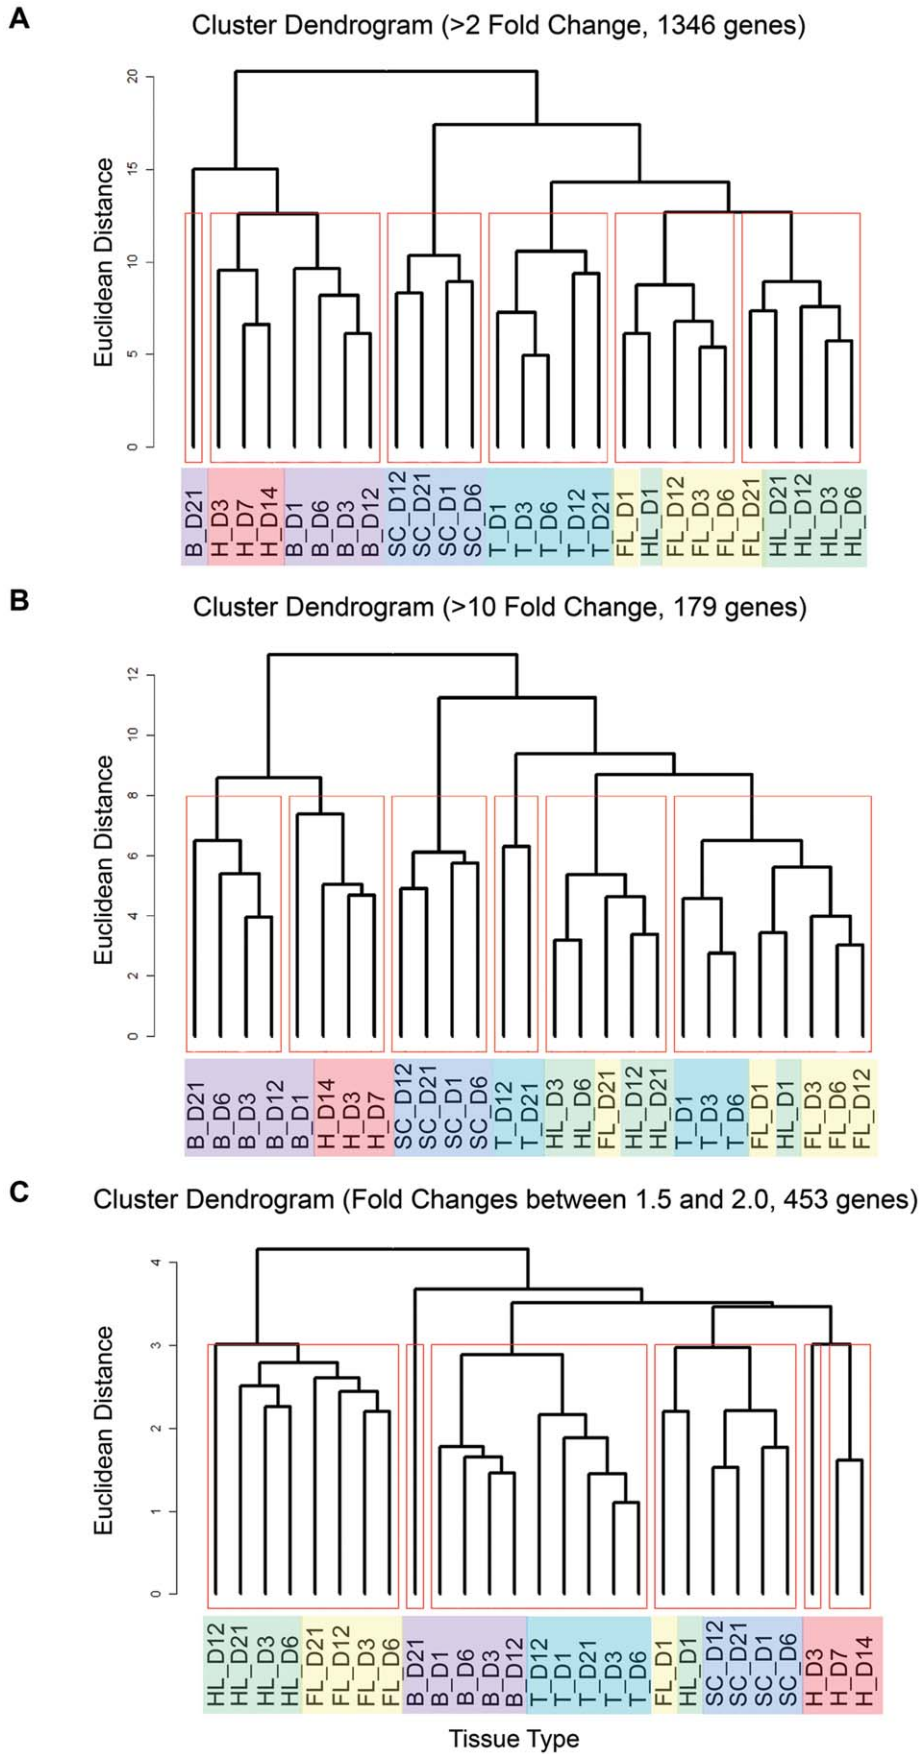 A
Cluster Dendrogram (>2 Fold Change, 1346 genes)
Euclidean Distance
20
15
10
5
0
B_D21
H_D3
H_D7
H_D14
B_D1
B_D6
B_D3
B_D12
SC_D12
SC_D21
SC_D1
SC_D6
T_D1
T_D3
T_D6
T_D12
T_D21
FL_D1
HL_D1
FL_D12
FL_D3
FL_D6
FL_D21
HL_D21
HL_D12
HL_D3
HL_D6
B
Cluster Dendrogram (>10 Fold Change, 179 genes)
Euclidean Distance
12
10
8
6
4
2
0
B_D21
B_D6
B_D3
B_D12
B_D1
H_D14
H_D3
H_D7
SC_D12
SC_D21
SC_D1
SC_D6
T_D12
T_D21
HL_D3
HL_D6
FL_D21
HL_D12
HL_D21
T_D1
T_D3
T_D6
FL_D1
HL_D1
FL_D3
FL_D6
FL_D12
C
Cluster Dendrogram (Fold Changes between 1.5 and 2.0, 453 genes)
Euclidean Distance
4
3
2
1
0
HL_D12
HL_D21
HL_D3
HL_D6
FL_D21
FL_D12
FL_D3
FL_D6
B_D21
B_D1
B_D6
B_D3
B_D12
T_D12
T_D1
T_D21
T_D3
T_D6
FL_D1
HL_D1
SC_D12
SC_D21
SC_D1
SC_D6
H_D3
H_D7
H_D14
Tissue Type